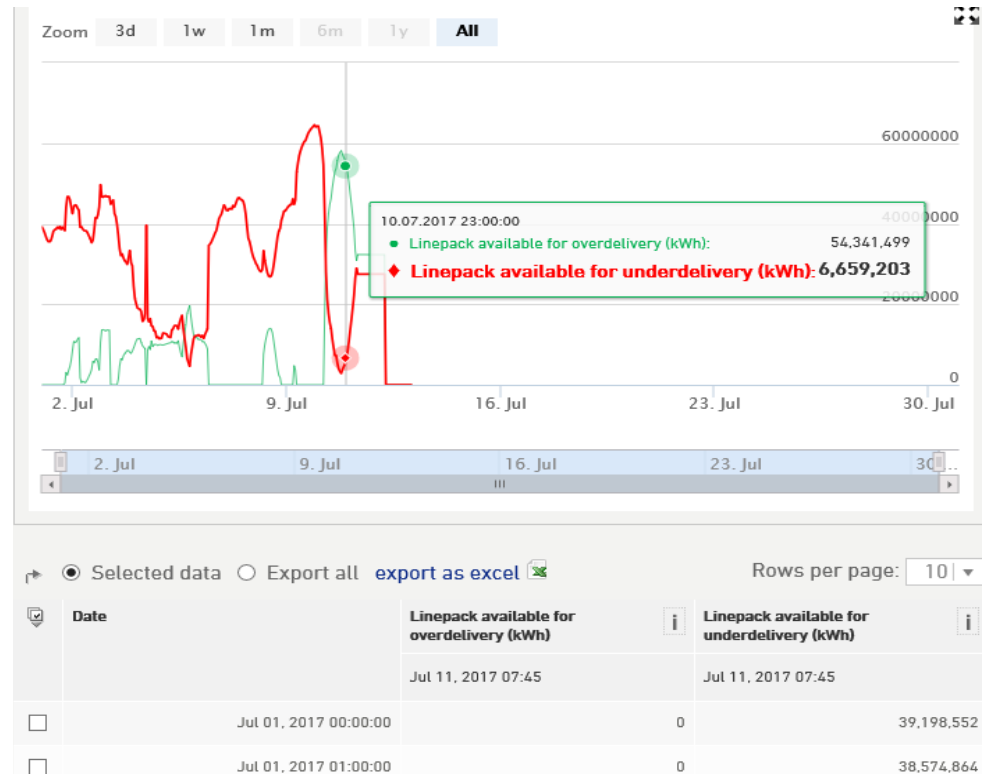 Zoom 3d 1w 1m 6m 1y All
60000000
10.07.2017 23:00:00
Linepack available for overdelivery (kWh): 54,341,499
Linepack available for underdelivery (kWh): 6,659,203
40000000
20000000
0
2. Jul 9. Jul 16. Jul 23. Jul 30. Jul
2. Jul 9. Jul 16. Jul 23. Jul 30...
Selected data Export all export as excel Rows per page: 10
Date Linepack available for overdelivery (kWh) i Linepack available for underdelivery (kWh) i
Jul 11, 2017 07:45 Jul 11, 2017 07:45
Jul 01, 2017 00:00:00 0 39,198,552
Jul 01, 2017 01:00:00 0 38,574,864